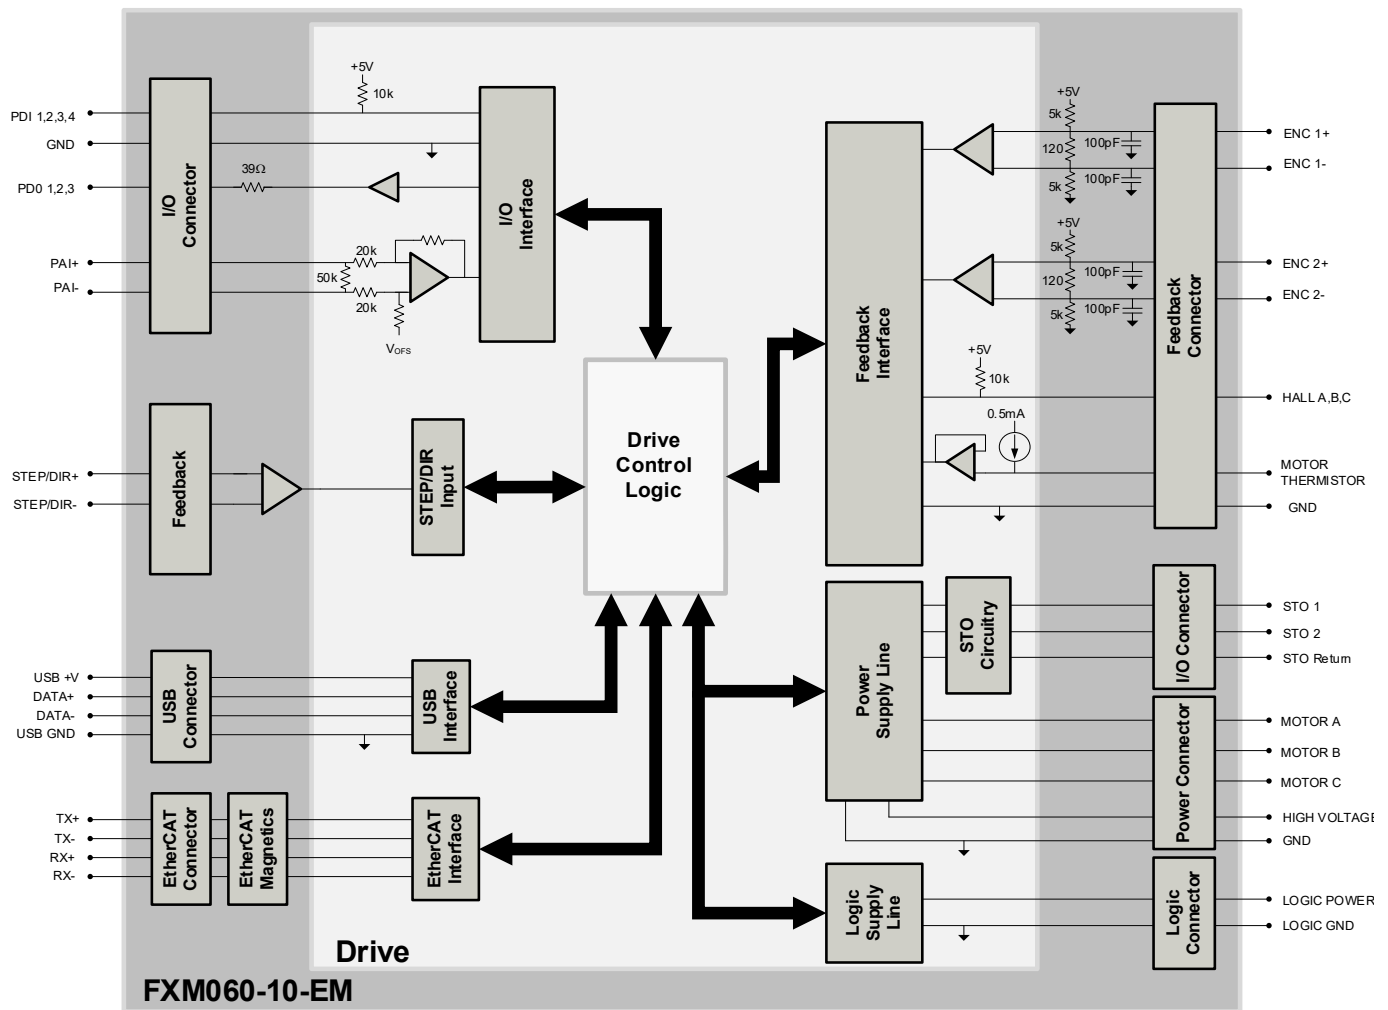 PDI 1,2,3,4
GND
PD0 1,2,3
PAI+
PAI-
I/O
Connector
+5V
10k
39Ω
20k
50k
20k
VOFS
I/O
Interface
STEP/DIR+
STEP/DIR-
Feedback
STEP/DIR
Input
Drive
Control
Logic
USB +V
DATA+
DATA-
USB GND
USB
Connector
USB
Interface
TX+
TX-
RX+
RX-
EtherCAT
Connector
EtherCAT
Magnetics
EtherCAT
Interface
Feedback
Interface
+5V
5k
120
5k
100pF
100pF
+5V
5k
120
5k
100pF
100pF
+5V
10k
0.5mA
Feedback
Connector
ENC 1+
ENC 1-
ENC 2+
ENC 2-
HALL A,B,C
MOTOR
THERMISTOR
GND
Power
Supply Line
STO
Circuitry
I/O Connector
STO 1
STO 2
STO Return
Power Connector
MOTOR A
MOTOR B
MOTOR C
HIGH VOLTAGE
GND
Logic
Supply
Line
Logic
Connector
LOGIC POWER
LOGIC GND
Drive
FXM060-10-EM